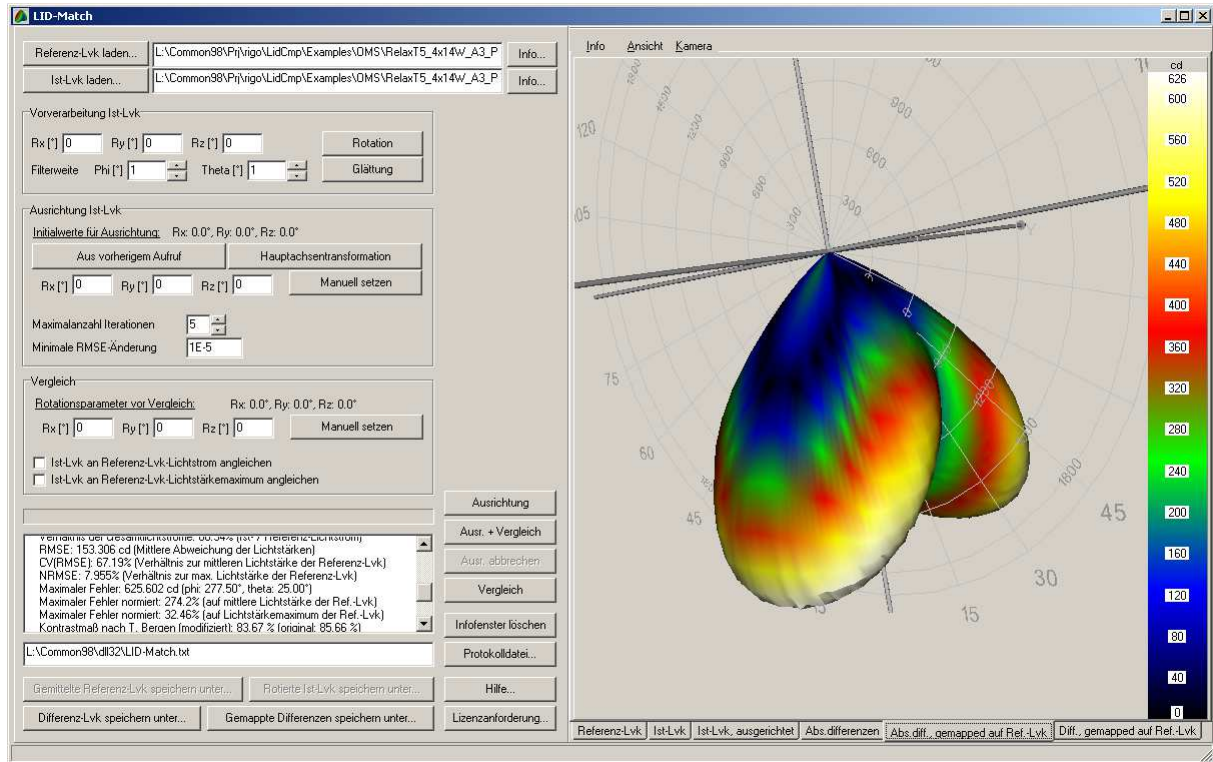 LID-Match
Referenz-Lvk laden...
L:\Common98\Prj\rigo\LidCmp\Examples\OMS\RelaxT5_4x14W_A3_P
Info...
Ist-Lvk laden...
L:\Common98\Prj\rigo\LidCmp\Examples\OMS\RelaxT5_4x14W_A3_P
Info...
Vorverarbeitung Ist-Lvk
Rx [°] 0 Ry [°] 0 Rz [°] 0 Rotation
Filterweite Phi [°] 1 Theta [°] 1 Glättung
Ausrichtung Ist-Lvk
Initialwerte für Ausrichtung: Rx: 0.0°, Ry: 0.0°, Rz: 0.0°
Aus vorherigem Aufruf Hauptachsentransformation
Rx [°] 0 Ry [°] 0 Rz [°] 0 Manuell setzen
Maximalanzahl Iterationen 5
Minimale RMSE-Änderung 1E-5
Vergleich
Rotationsparameter vor Vergleich: Rx: 0.0°, Ry: 0.0°, Rz: 0.0°
Rx [°] 0 Ry [°] 0 Rz [°] 0 Manuell setzen
Ist-Lvk an Referenz-Lvk-Lichtstrom angleichen
Ist-Lvk an Referenz-Lvk-Lichtstärkemaximum angleichen
RMSE: 153.306 cd (Mittlere Abweichung der Lichtstärken)
CV(RMSE): 67.19% (Verhältnis zur mittleren Lichtstärke der Referenz-Lvk)
NRMSE: 7.955% (Verhältnis zur max. Lichtstärke der Referenz-Lvk)
Maximaler Fehler: 625.602 cd (phi: 277.50°, theta: 25.00°)
Maximaler Fehler normiert: 274.2% (auf mittlere Lichtstärke der Ref.-Lvk)
Maximaler Fehler normiert: 32.46% (auf Lichtstärkemaximum der Ref.-Lvk)
Kontrastmaß nach T. Bergen (modifiziert): 83.67 % (original: 85.66 %)
L:\Common98\dll32\LID-Match.txt
Ausrichtung
Ausr. + Vergleich
Ausr. abbrechen
Vergleich
Infofenster löschen
Protokolldatei...
Gemittelte Referenz-Lvk speichern unter... Rotierte Ist-Lvk speichern unter... Hilfe...
Differenz-Lvk speichern unter... Gemappte Differenzen speichern unter... Lizenzanforderung...
Info Ansicht Kamera
120
105
75
60
45
15
30
45
1800
1500
1200
900
600
300
300
600
900
1200
1800
cd
626
600
560
520
480
440
400
360
320
280
240
200
160
120
80
40
0
Referenz-Lvk Ist-Lvk Ist-Lvk, ausgerichtet Abs.differenzen Abs.diff., gemapped auf Ref.-Lvk Diff., gemapped auf Ref.-Lvk